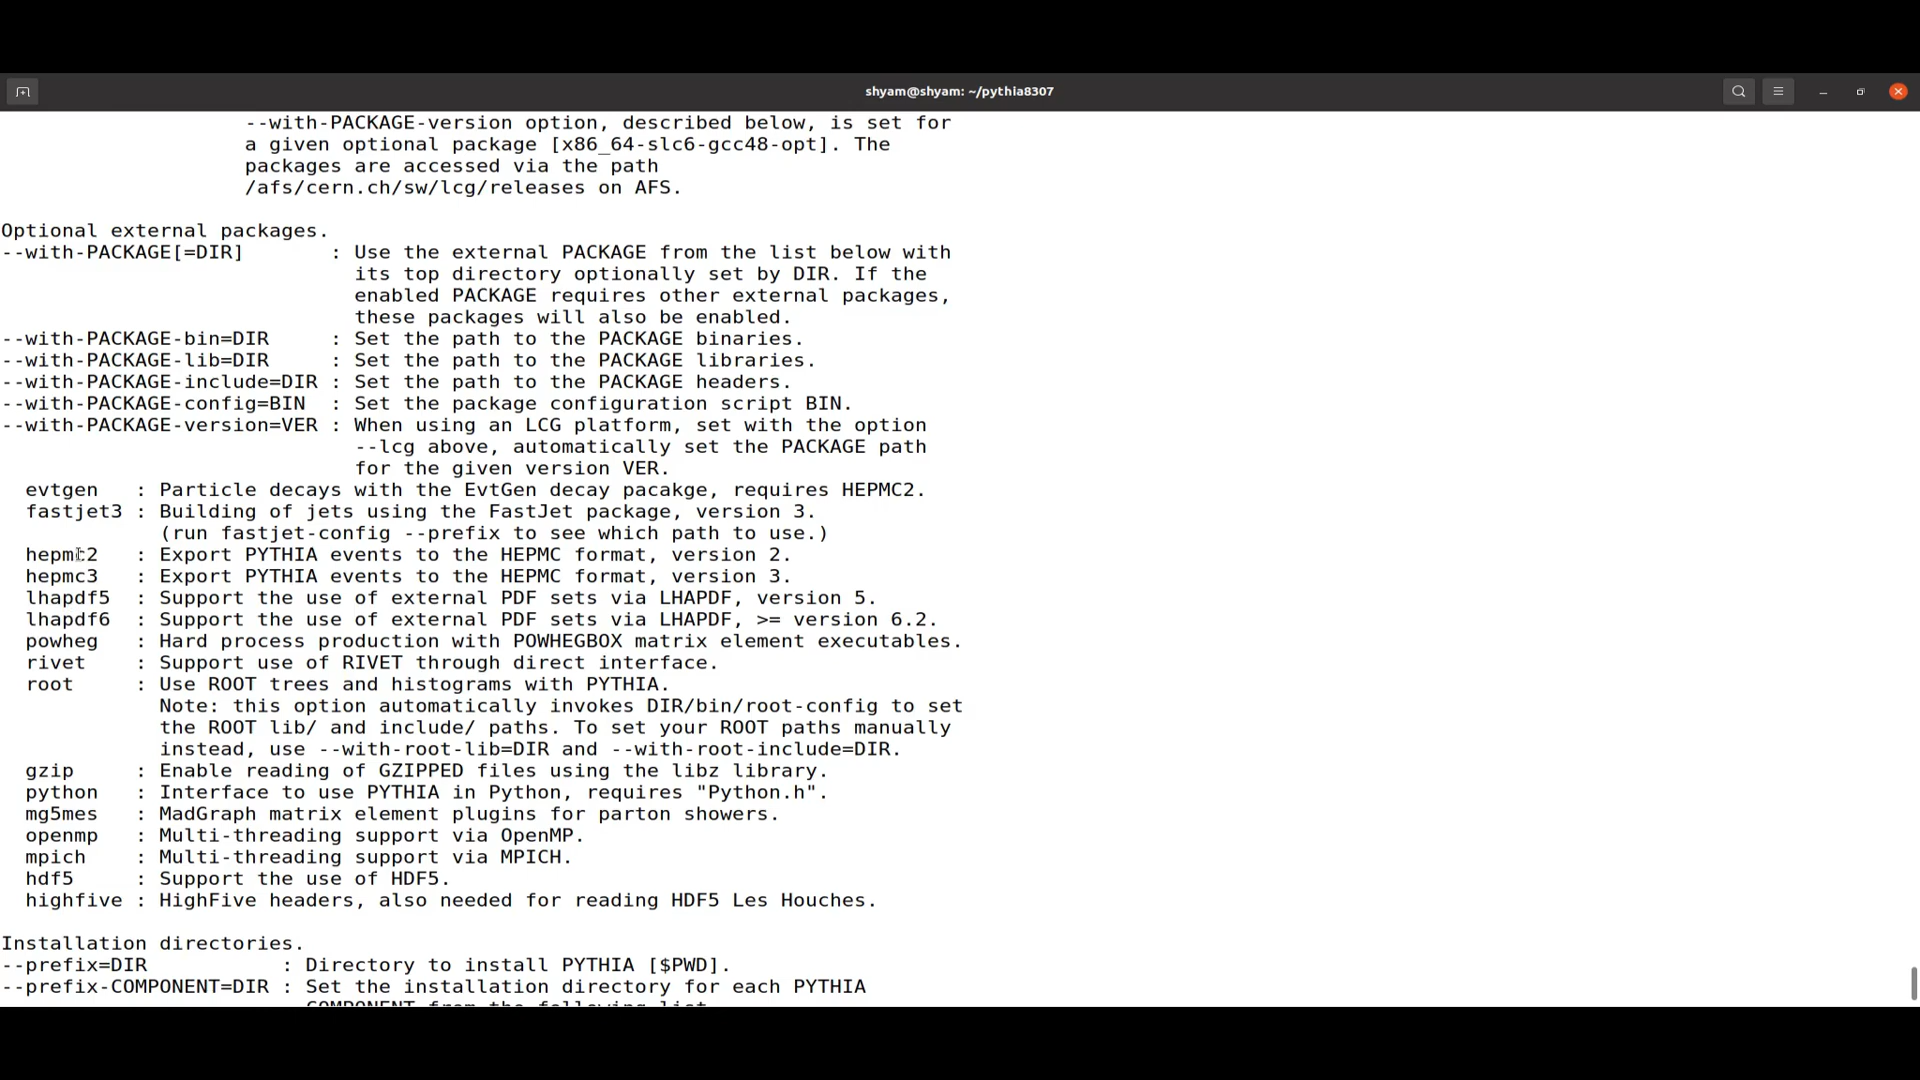 shyam@shyam: ~/pythia8307
--with-PACKAGE-version option, described below, is set for
a given optional package [x86_64-slc6-gcc48-opt]. The
packages are accessed via the path
/afs/cern.ch/sw/lcg/releases on AFS.
Optional external packages.
--with-PACKAGE[=DIR]       : Use the external PACKAGE from the list below with
its top directory optionally set by DIR. If the
enabled PACKAGE requires other external packages,
these packages will also be enabled.
--with-PACKAGE-bin=DIR     : Set the path to the PACKAGE binaries.
--with-PACKAGE-lib=DIR     : Set the path to the PACKAGE libraries.
--with-PACKAGE-include=DIR : Set the path to the PACKAGE headers.
--with-PACKAGE-config=BIN  : Set the package configuration script BIN.
--with-PACKAGE-version=VER : When using an LCG platform, set with the option
--lcg above, automatically set the PACKAGE path
for the given version VER.
evtgen   : Particle decays with the EvtGen decay pacakge, requires HEPMC2.
fastjet3 : Building of jets using the FastJet package, version 3.
(run fastjet-config --prefix to see which path to use.)
hepmc2   : Export PYTHIA events to the HEPMC format, version 2.
hepmc3   : Export PYTHIA events to the HEPMC format, version 3.
lhapdf5  : Support the use of external PDF sets via LHAPDF, version 5.
lhapdf6  : Support the use of external PDF sets via LHAPDF, >= version 6.2.
powheg   : Hard process production with POWHEGBOX matrix element executables.
rivet    : Support use of RIVET through direct interface.
root     : Use ROOT trees and histograms with PYTHIA.
Note: this option automatically invokes DIR/bin/root-config to set
the ROOT lib/ and include/ paths. To set your ROOT paths manually
instead, use --with-root-lib=DIR and --with-root-include=DIR.
gzip     : Enable reading of GZIPPED files using the libz library.
python   : Interface to use PYTHIA in Python, requires "Python.h".
mg5mes   : MadGraph matrix element plugins for parton showers.
openmp   : Multi-threading support via OpenMP.
mpich    : Multi-threading support via MPICH.
hdf5     : Support the use of HDF5.
highfive : HighFive headers, also needed for reading HDF5 Les Houches.
Installation directories.
--prefix=DIR           : Directory to install PYTHIA [$PWD].
--prefix-COMPONENT=DIR : Set the installation directory for each PYTHIA
COMPONENT from the following list